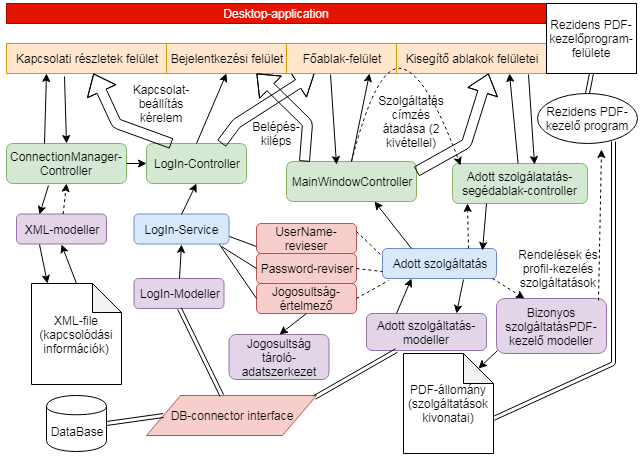 Desktop-application
Rezidens PDF-
kezelőprogram-
felülete
Kapcsolati részletek felület
Bejelentkezési felület
Főablak-felület
Kisegítő ablakok felületei
Kapcsolat-
beállítás
kérelem
Belépés-
kiléps
Szolgáltatás
címzés
átadása (2
kivétellel)
Rezidens PDF-
kezelő program
ConnectionManager-
Controller
LogIn-Controller
MainWindowController
Adott szolgálatatás-
segédablak-controller
XML-modeller
LogIn-Service
UserName-
revieser
Password-reviser
Jogosultság-
értelmező
Adott szolgáltatás
Rendelések és
profil-kezelés
szolgáltatások
LogIn-Modeller
XML-file
(kapcsolódási
információk)
Jogosultság
tároló-
adatszerkezet
Adott szolgáltatás-
modeller
Bizonyos
szolgáltatásPDF-
kezelő modeller
PDF-állomány
(szolgáltatások
kivonatai)
DataBase
DB-connector interface